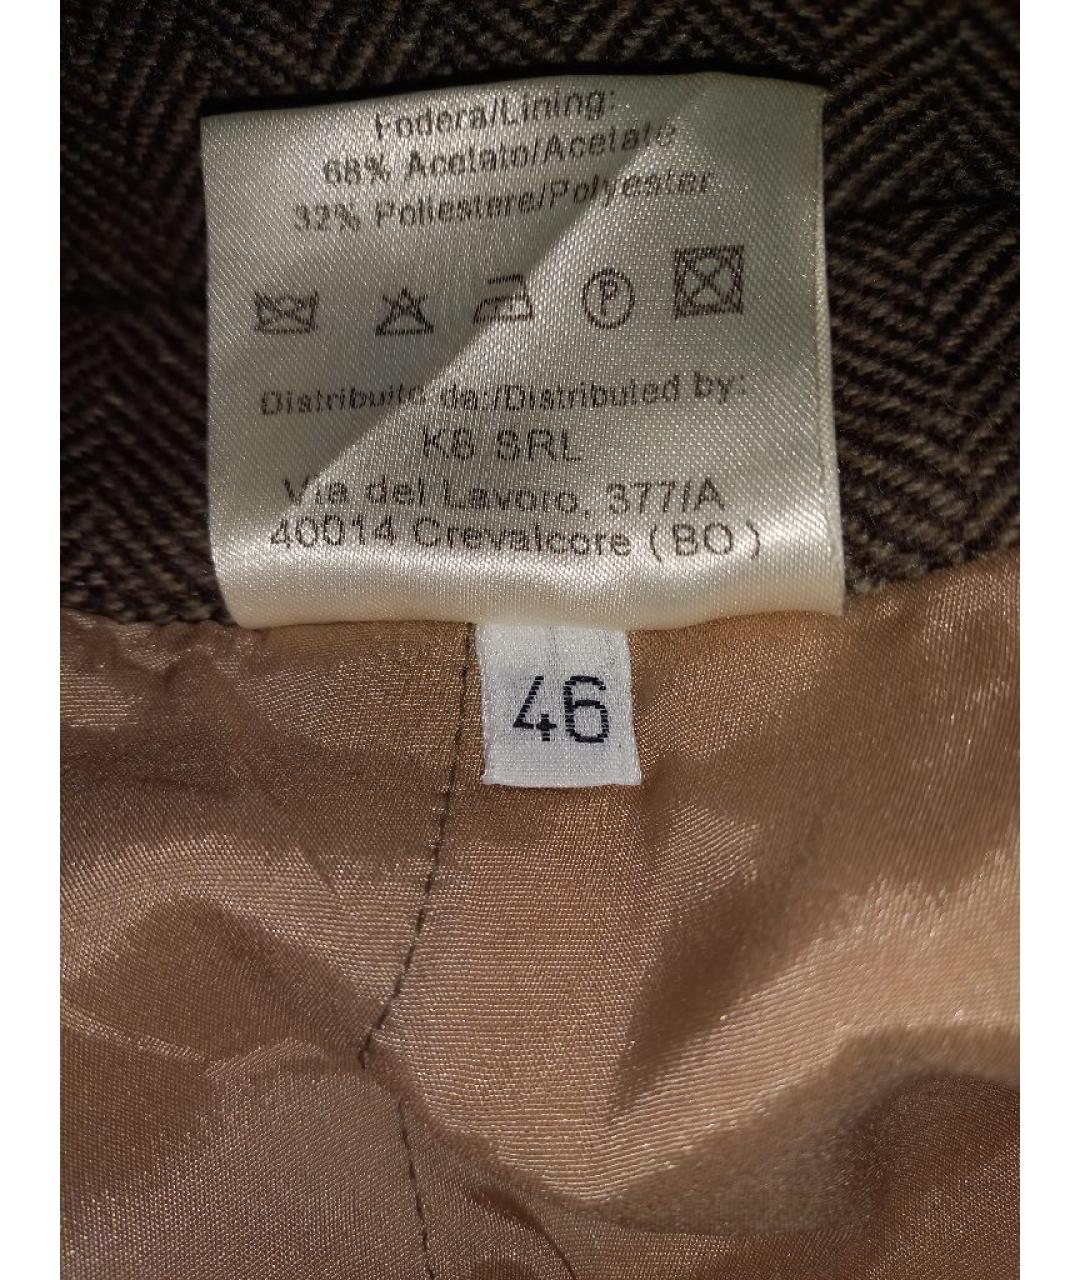 Fodera/Lining:
68% Acetato/Acetate
32% Poliestere/Polyester
P
Distribuito da:/Distributed by:
K8 SRL
Via del Lavoro, 377/A
40014 Crevalcore (BO)
46